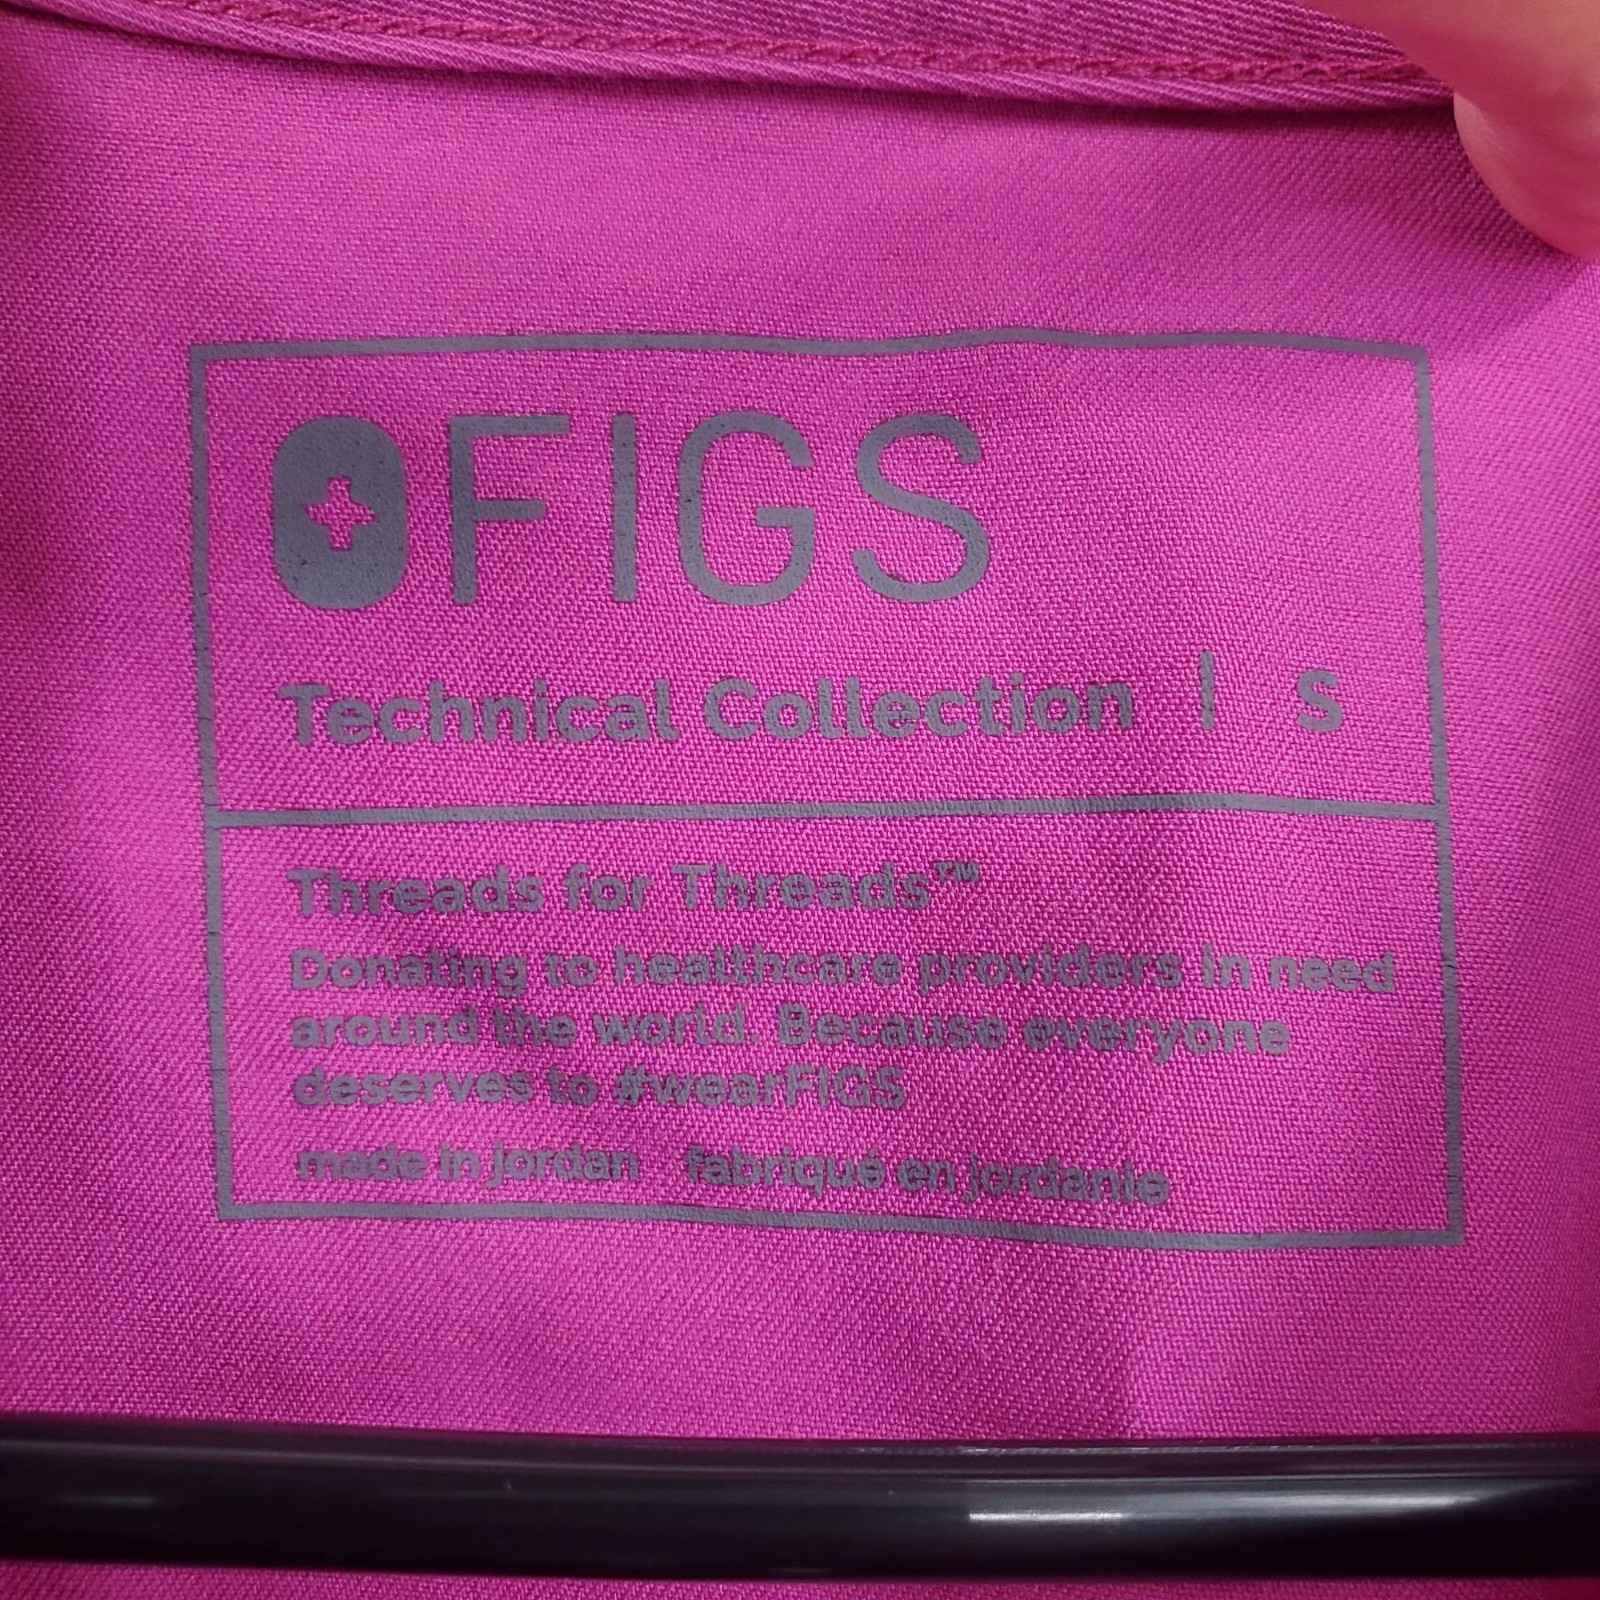 FIGS
Technical Collection | S
Threads for Threads™
Donating to healthcare providers in need
around the world. Because everyone
deserves to #wearFIGS
made in jordan fabriqué en jordanie